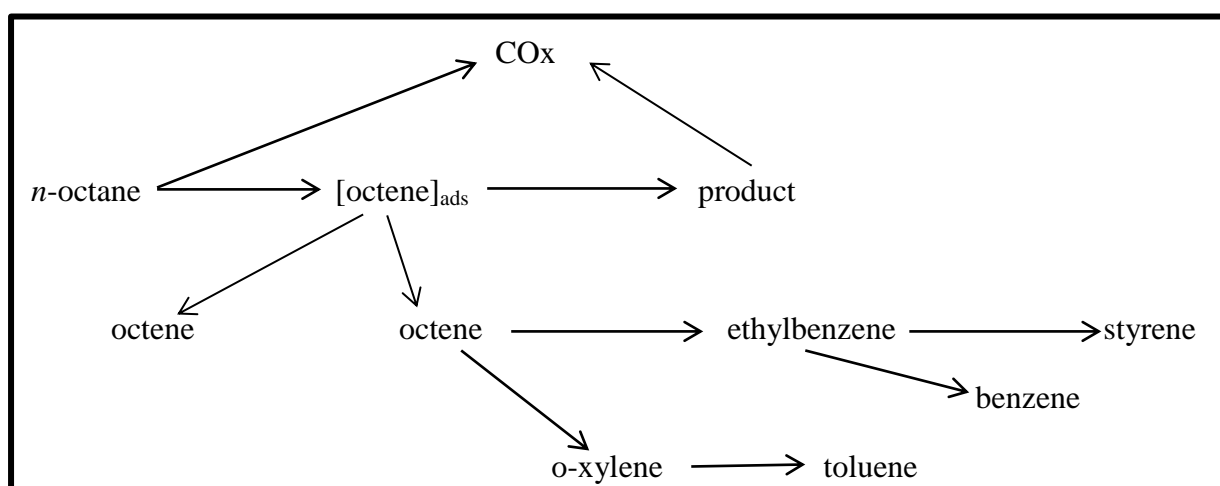 COx
n-octane [octene]ads product
octene octene ethylbenzene styrene
benzene
o-xylene toluene